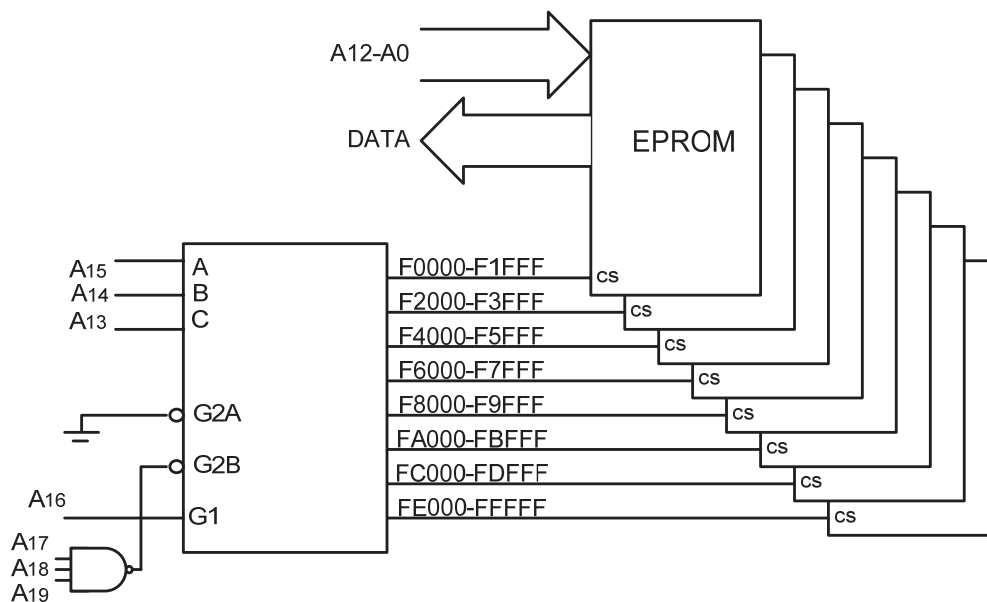 A12-A0
DATA
EPROM
A15
A14
A13
A
B
C
G2A
G2B
G1
A16
A17
A18
A19
F0000-F1FFF
F2000-F3FFF
F4000-F5FFF
F6000-F7FFF
F8000-F9FFF
FA000-FBFFF
FC000-FDFFF
FE000-FFFFF
CS
CS
CS
CS
CS
CS
CS
CS